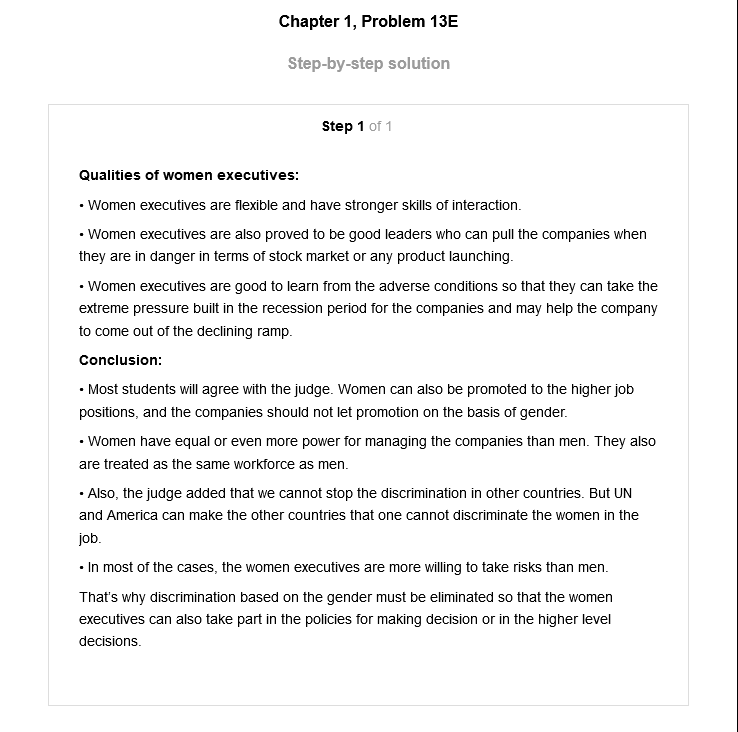 Chapter 1, Problem 13E
Step-by-step solution
Step 1 of 1
Qualities of women executives:
• Women executives are flexible and have stronger skills of interaction.
• Women executives are also proved to be good leaders who can pull the companies when
they are in danger in terms of stock market or any product launching.
• Women executives are good to learn from the adverse conditions so that they can take the
extreme pressure built in the recession period for the companies and may help the company
to come out of the declining ramp.
Conclusion:
• Most students will agree with the judge. Women can also be promoted to the higher job
positions, and the companies should not let promotion on the basis of gender.
• Women have equal or even more power for managing the companies than men. They also
are treated as the same workforce as men.
• Also, the judge added that we cannot stop the discrimination in other countries. But UN
and America can make the other countries that one cannot discriminate the women in the
job.
• In most of the cases, the women executives are more willing to take risks than men.
That's why discrimination based on the gender must be eliminated so that the women
executives can also take part in the policies for making decision or in the higher level
decisions.